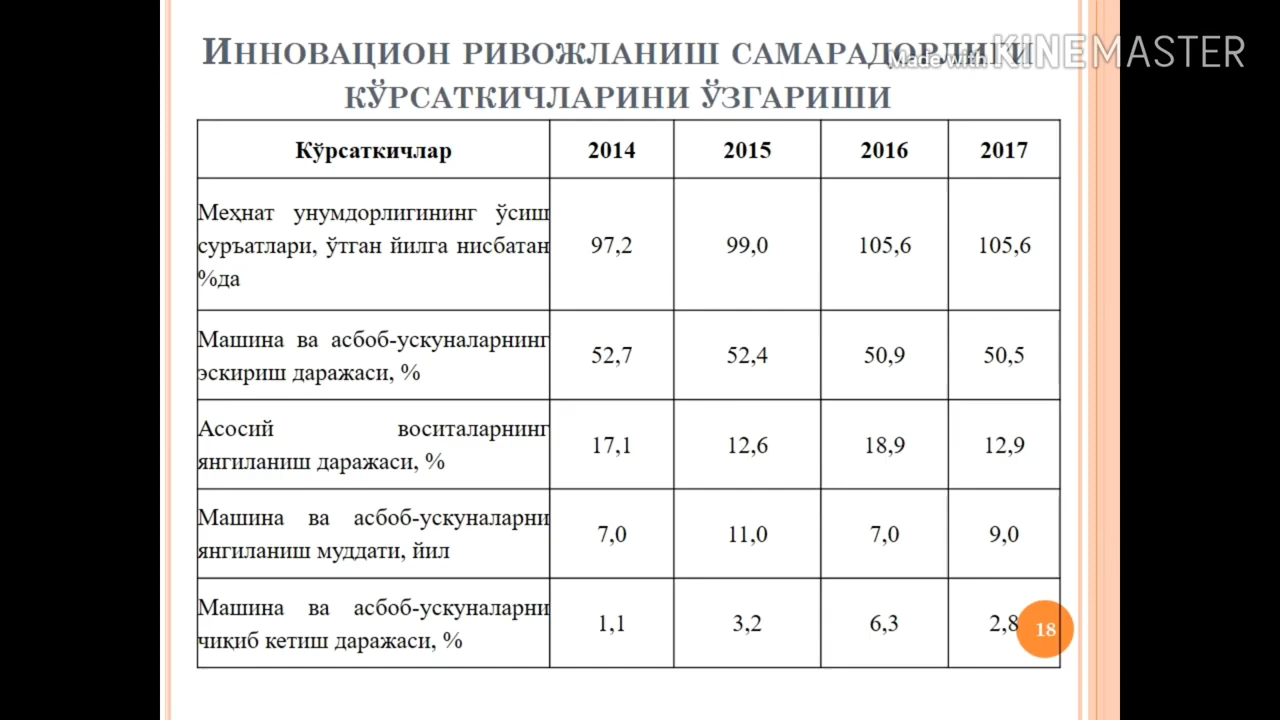 Инновацион ривожланиш самарадорлиги
кўрсаткичларини ўзгариши
Made with KINEMASTER
Кўрсаткичлар 2014 2015 2016 2017
Меҳнат унумдорлигининг ўсиш
суръатлари, ўтган йилга нисбатан
%да
97,2 99,0 105,6 105,6
Машина ва асбоб-ускуналарнинг
эскириш даражаси, %
52,7 52,4 50,9 50,5
Асосий воситаларнинг
янгиланиш даражаси, %
17,1 12,6 18,9 12,9
Машина ва асбоб-ускуналарни
янгиланиш муддати, йил
7,0 11,0 7,0 9,0
Машина ва асбоб-ускуналарни
чиқиб кетиш даражаси, %
1,1 3,2 6,3 2,8
18